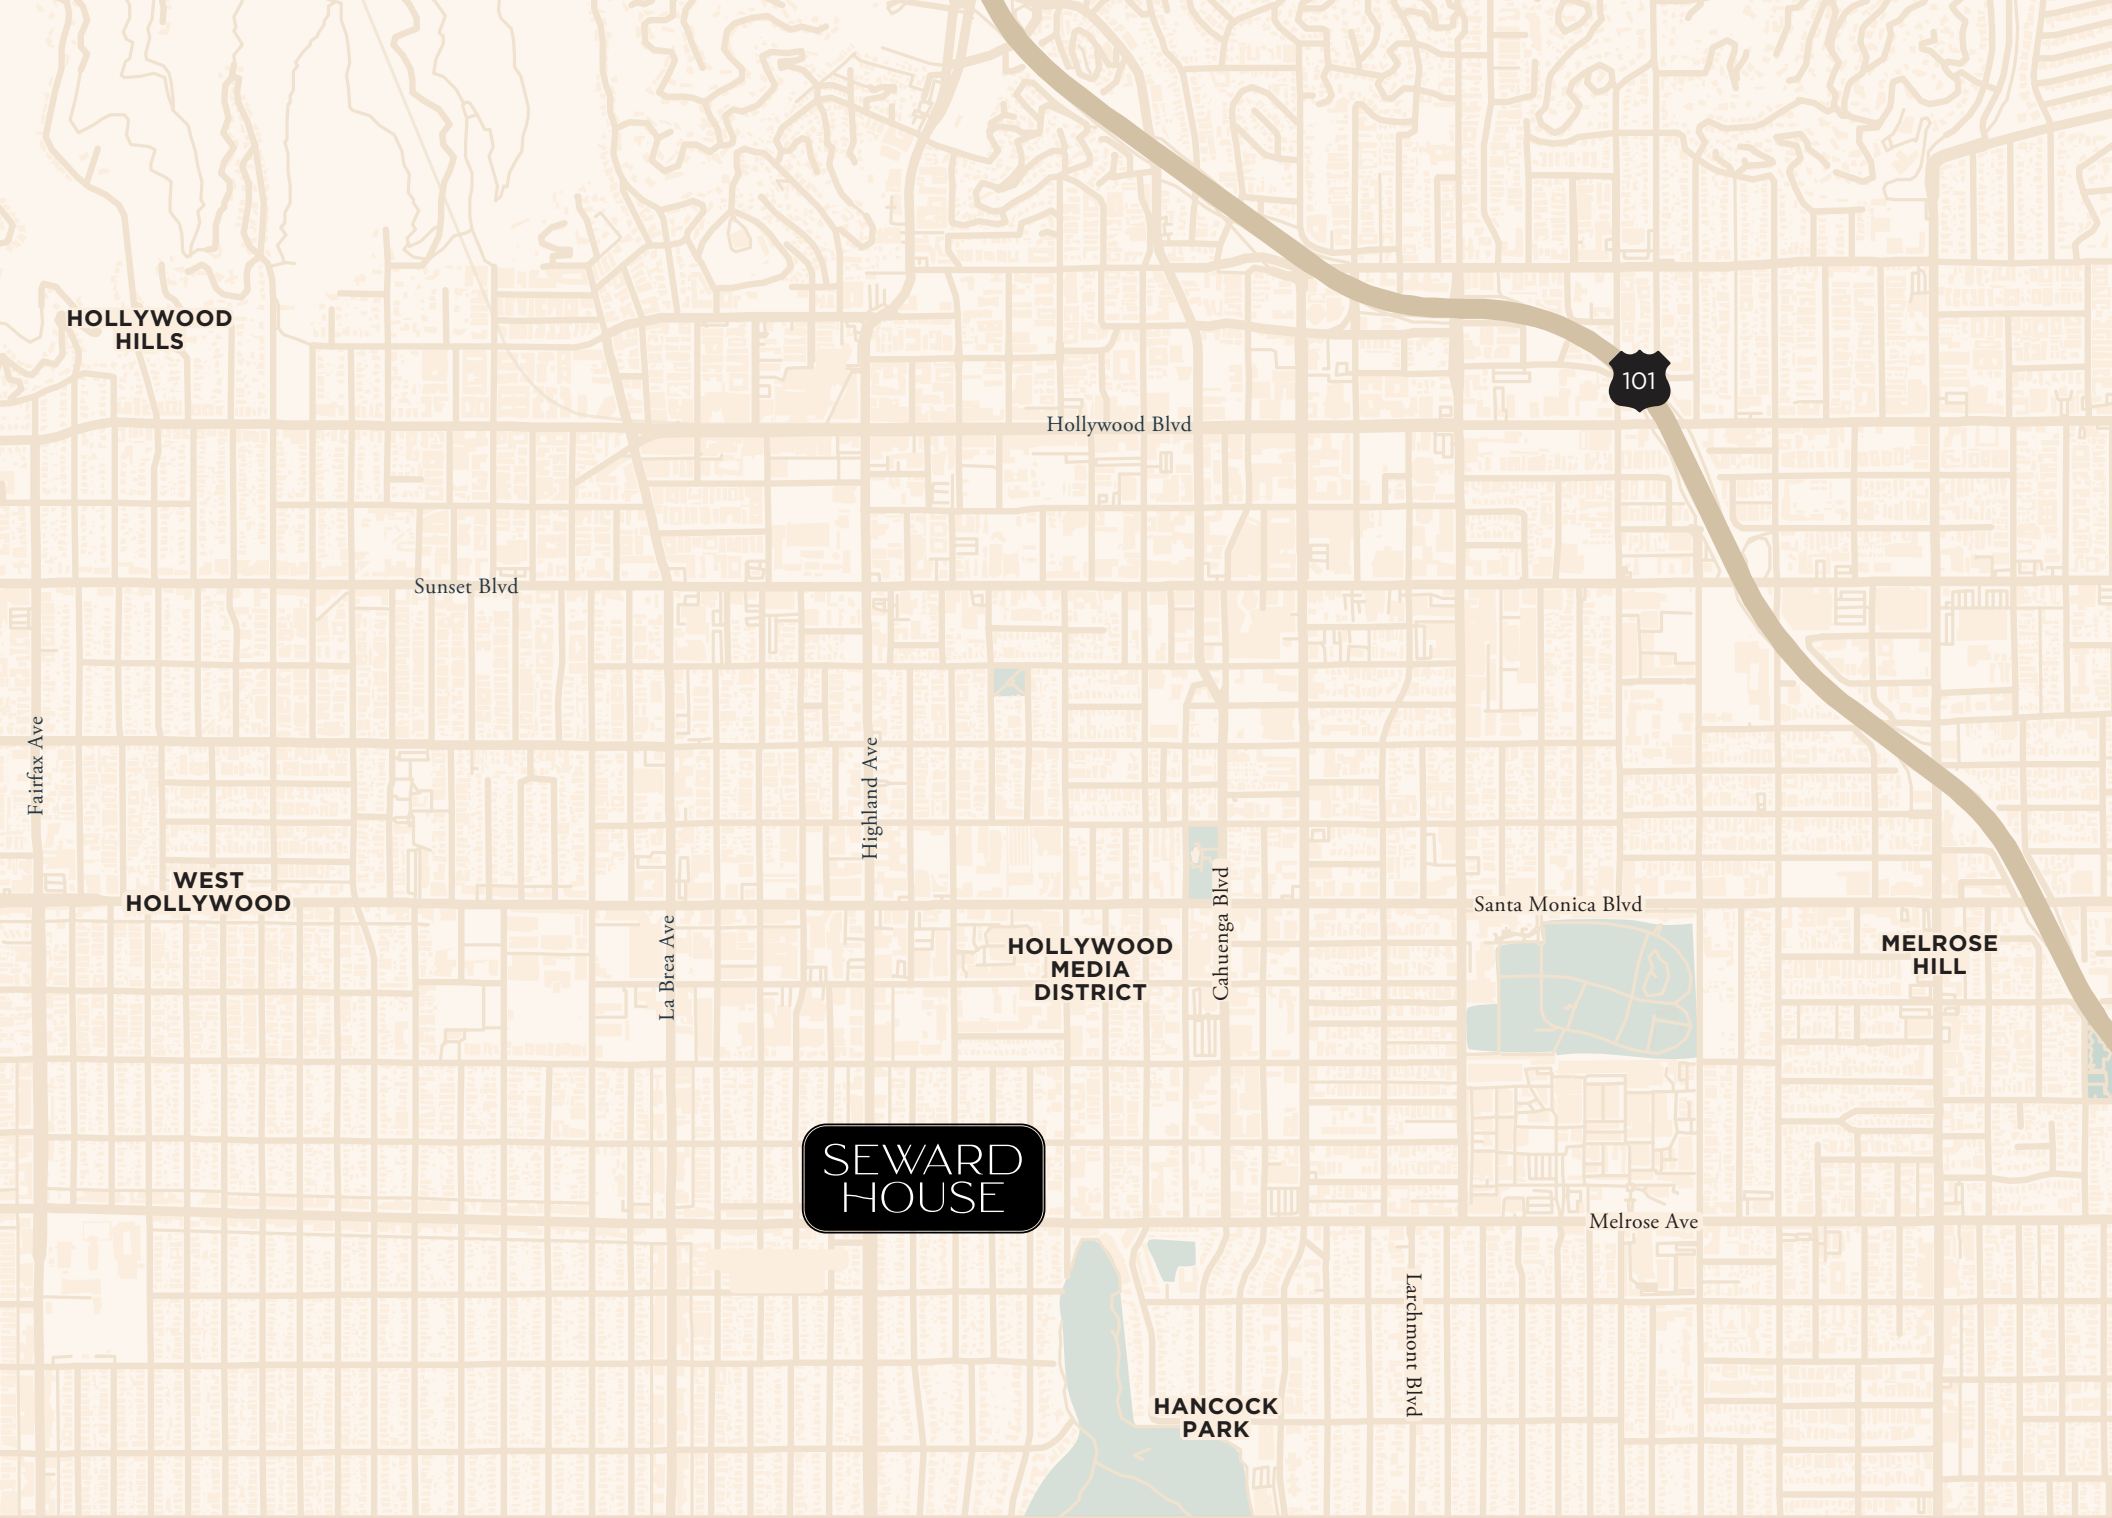 HOLLYWOOD
HILLS
101
Hollywood Blvd
Sunset Blvd
Fairfax Ave
Highland Ave
WEST
HOLLYWOOD
La Brea Ave
Cahuenga Blvd
Santa Monica Blvd
HOLLYWOOD
MEDIA
DISTRICT
MELROSE
HILL
SEWARD
HOUSE
Melrose Ave
Larchmont Blvd
HANCOCK
PARK